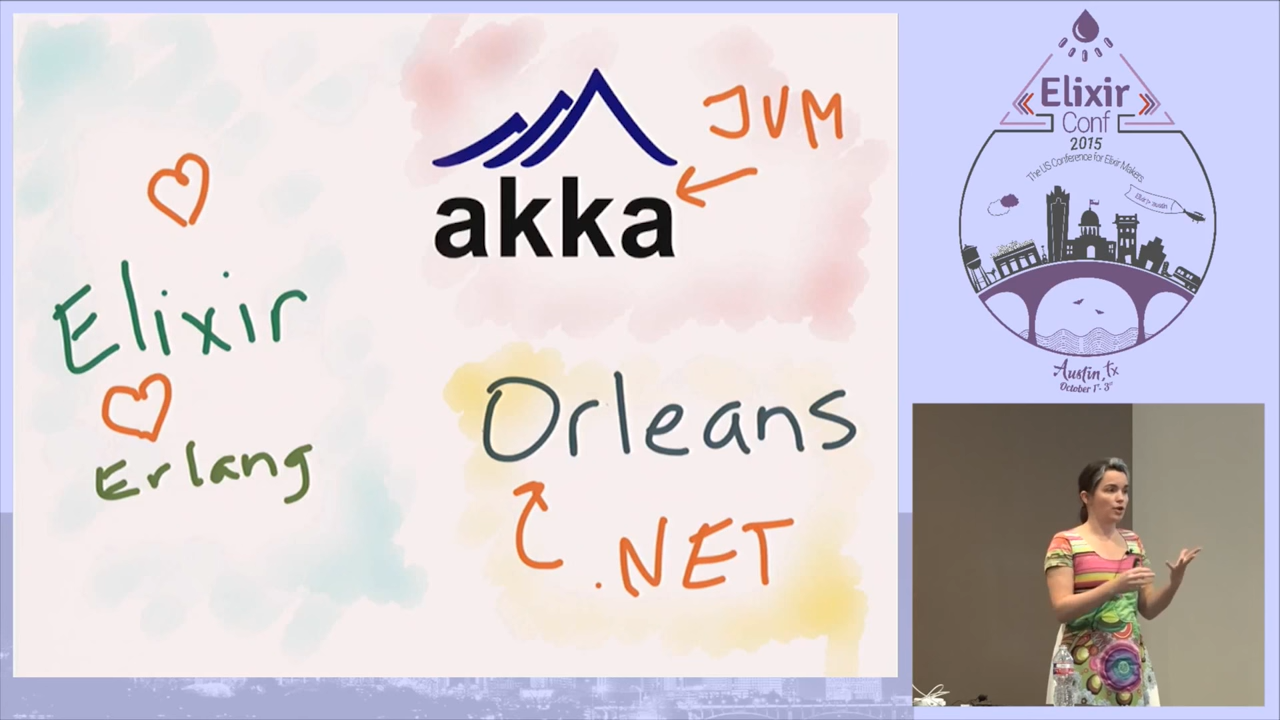 Elixir
Erlang
akka
JVM
Orleans
.NET
Elixir
Conf
2015
The US Conference for Elixir Makers
Austin, Tx
October 1st - 3rd